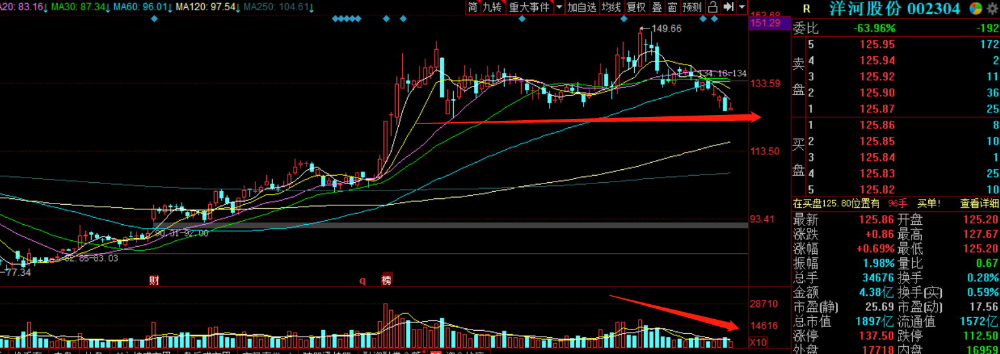 A20: 83.16↓ MA30: 87.34↓ MA60: 96.01↓ MA120: 97.54↓ MA250: 104.61↓
简 九转 重大事件 加自选 均线 复权 叠 窗 预测
153.68
151.29
149.66
134.18-134
133.59
113.50
93.41
90.31-92.00
82.85-83.03
77.34
财
q
榜
28710
14616
X10
R 洋河股份 002304
委比 -63.96% -192
卖盘
5 125.95 172
4 125.94 2
3 125.92 11
2 125.90 36
1 125.87 25
买盘
1 125.86 8
2 125.85 10
3 125.84 1
4 125.83 25
5 125.82 10
在买盘125.80位置有 96手 买单! 查看详细
最新 125.86 开盘 125.20
涨跌 +0.86 最高 127.67
涨幅 +0.69% 最低 125.20
振幅 1.98% 量比 0.67
总手 34676 换手 0.28%
金额 4.38亿 换手(实) 0.59%
市盈(静) 25.69 市盈(动) 17.56
总市值 1897亿 流通值 1572亿
涨停 137.50 跌停 112.50
外盘 17718 内盘 16959